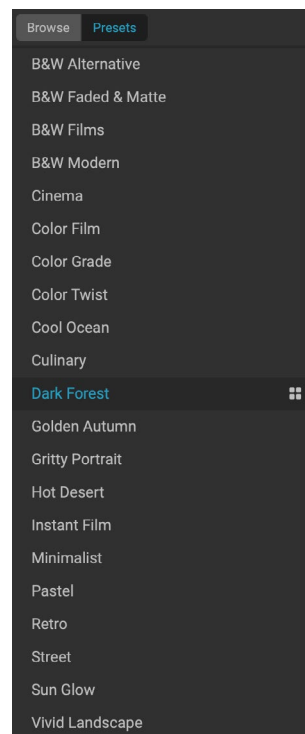 Browse Presets
B&W Alternative
B&W Faded & Matte
B&W Films
B&W Modern
Cinema
Color Film
Color Grade
Color Twist
Cool Ocean
Culinary
Dark Forest
Golden Autumn
Gritty Portrait
Hot Desert
Instant Film
Minimalist
Pastel
Retro
Street
Sun Glow
Vivid Landscape